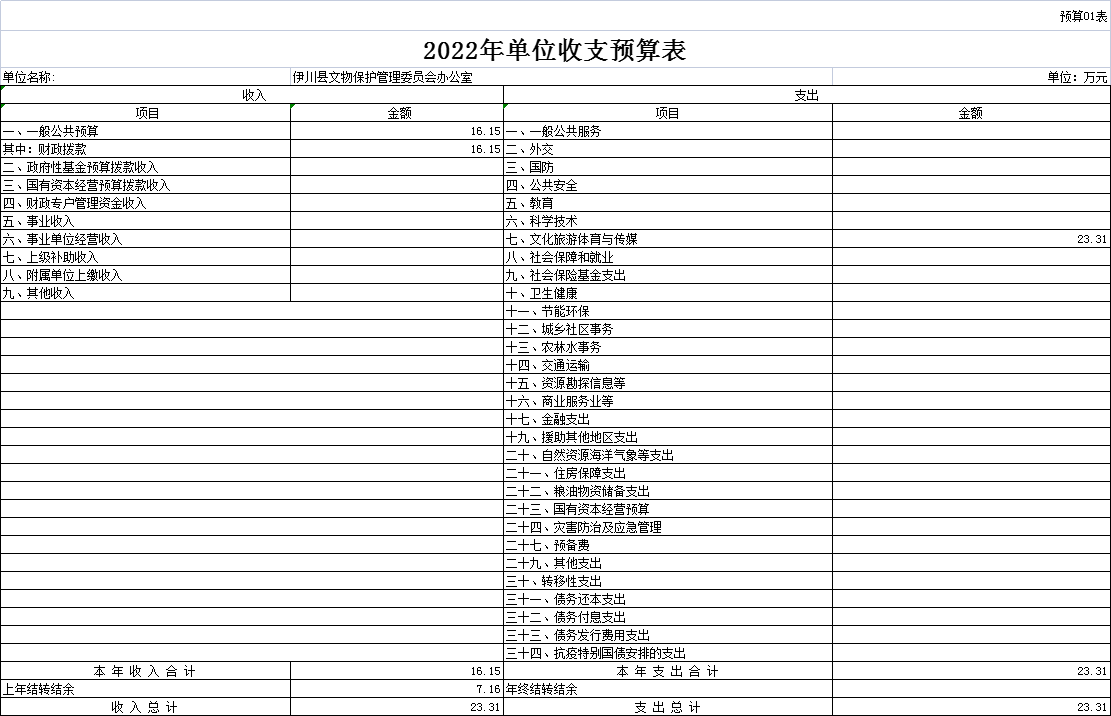 预算01表
2022年单位收支预算表
单位名称: 伊川县文物保护管理委员会办公室 单位：万元
收入 支出
项目 金额 项目 金额
一、一般公共预算 16.15 一、一般公共服务
其中：财政拨款 16.15 二、外交
二、政府性基金预算拨款收入 三、国防
三、国有资本经营预算拨款收入 四、公共安全
四、财政专户管理资金收入 五、教育
五、事业收入 六、科学技术
六、事业单位经营收入 七、文化旅游体育与传媒 23.31
七、上级补助收入 八、社会保障和就业
八、附属单位上缴收入 九、社会保险基金支出
九、其他收入 十、卫生健康
十一、节能环保
十二、城乡社区事务
十三、农林水事务
十四、交通运输
十五、资源勘探信息等
十六、商业服务业等
十七、金融支出
十九、援助其他地区支出
二十、自然资源海洋气象等支出
二十一、住房保障支出
二十二、粮油物资储备支出
二十三、国有资本经营预算
二十四、灾害防治及应急管理
二十七、预备费
二十九、其他支出
三十、转移性支出
三十一、债务还本支出
三十二、债务付息支出
三十三、债务发行费用支出
三十四、抗疫特别国债安排的支出
本 年 收 入 合 计 16.15 本 年 支 出 合 计 23.31
上年结转结余 7.16 年终结转结余
收 入 总 计 23.31 支 出 总 计 23.31